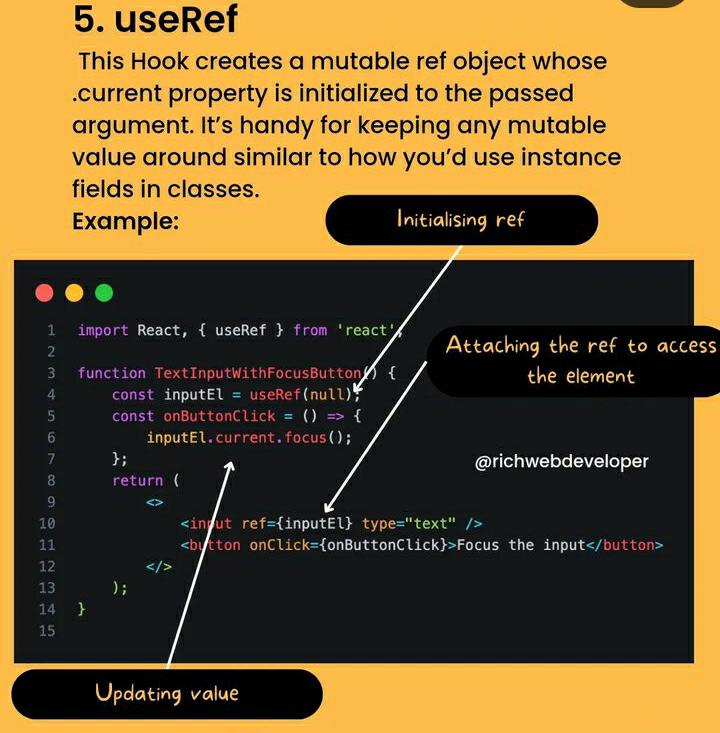 5. useRef
This Hook creates a mutable ref object whose
.current property is initialized to the passed
argument. It’s handy for keeping any mutable
value around similar to how you’d use instance
fields in classes.
Example:
Initialising ref
1 import React, { useRef } from 'react';
2
3 function TextInputWithFocusButton() {
Attaching the ref to access
the element
4 const inputEl = useRef(null);
5 const onButtonClick = () => {
6 inputEl.current.focus();
7 };
@richwebdeveloper
8 return (
9 <>
10 <input ref={inputEl} type="text" />
11 <button onClick={onButtonClick}>Focus the input</button>
12 </>
13 );
14 }
15
Updating value